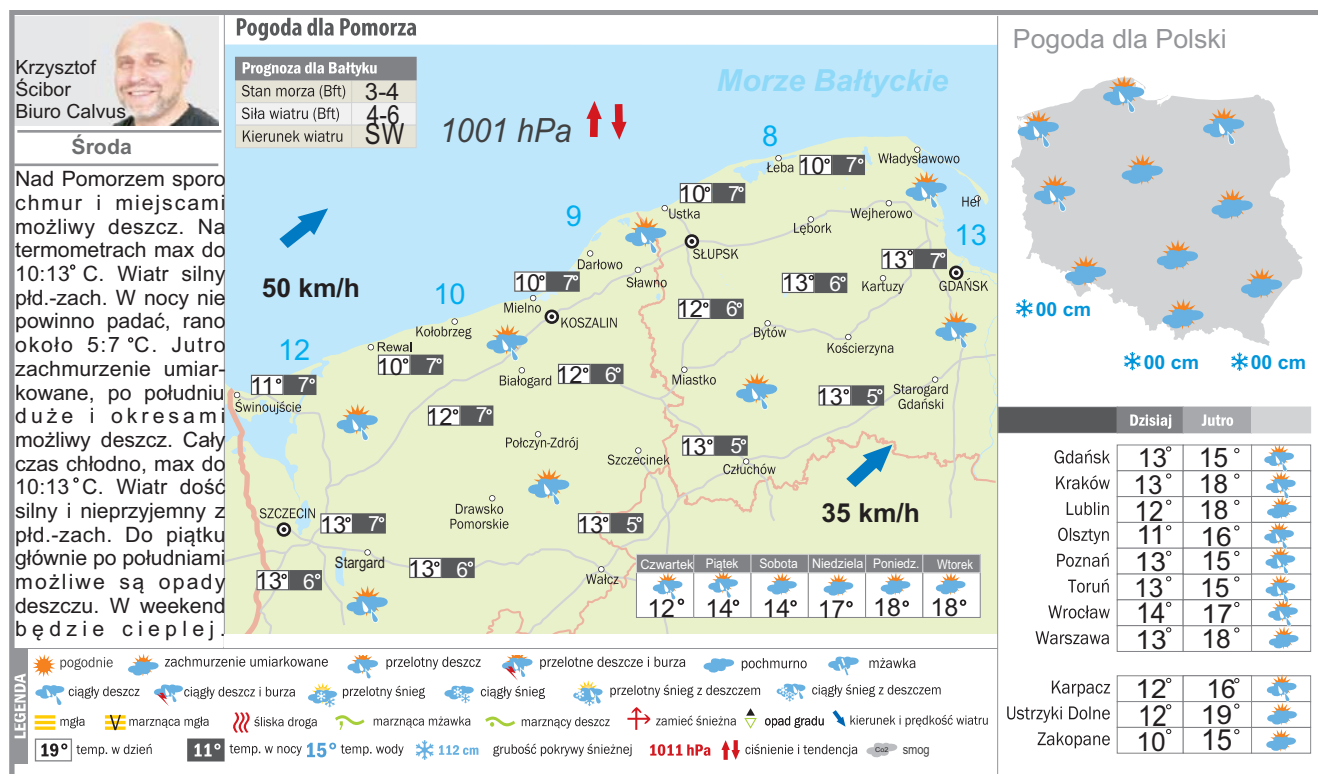 Krzysztof
Ścibor
Biuro Calvus
Środa
Nad Pomorzem sporo
chmur i miejscami
możliwy deszcz. Na
termometrach max do
10:13° C. Wiatr silny
płd.-zach. W nocy nie
powinno padać, rano
około 5:7 °C. Jutro
zachmurzenie umiar-
kowane, po południu
duże i okresami
możliwy deszcz. Cały
czas chłodno, max do
10:13°C. Wiatr dość
silny i nieprzyjemny z
płd.-zach. Do piątku
głównie po południami
możliwe są opady
deszczu. W weekend
będzie cieplej.
Pogoda dla Pomorza
Prognoza dla Bałtyku
Stan morza (Bft) 3-4
Siła wiatru (Bft) 4-6
Kierunek wiatru SW
Morze Bałtyckie
1001 hPa
8
Łeba 10° 7°
Władysławowo
Hel
10° 7°
Ustka
Wejherowo
Lębork
9
13
SŁUPSK
Darłowo
Sławno
13° 7°
GDAŃSK
50 km/h
10° 7°
Mielno
KOSZALIN
13° 6°
Kartuzy
10
Kołobrzeg
12° 6°
Bytów
Kościerzyna
12
Rewal
10° 7°
11° 7°
Świnoujście
Białogard
12° 6°
Miastko
Starogard
Gdański
13° 5°
12° 7°
Połczyn-Zdrój
Szczecinek
13° 5°
Człuchów
Drawsko
Pomorskie
35 km/h
SZCZECIN
13° 7°
13° 5°
Stargard
13° 6°
13° 6°
Wałcz
Czwartek Piątek Sobota Niedziela Poniedz. Wtorek
12° 14° 14° 17° 18° 18°
Pogoda dla Polski
00 cm
00 cm 00 cm
Dzisiaj Jutro
Gdańsk 13° 15°
Kraków 13° 18°
Lublin 12° 18°
Olsztyn 11° 16°
Poznań 13° 15°
Toruń 13° 15°
Wrocław 14° 17°
Warszawa 13° 18°
Karpacz 12° 16°
Ustrzyki Dolne 12° 19°
Zakopane 10° 15°
LEGENDA
pogodnie zachmurzenie umiarkowane przelotny deszcz przelotne deszcze i burza pochmurno mżawka
ciągły deszcz ciągły deszcz i burza przelotny śnieg ciągły śnieg przelotny śnieg z deszczem ciągły śnieg z deszczem
mgła marznąca mgła śliska droga marznąca mżawka marznący deszcz zamieć śnieżna opad gradu kierunek i prędkość wiatru
19° temp. w dzień 11° temp. w nocy 15° temp. wody 112 cm grubość pokrywy śnieżnej 1011 hPa ciśnienie i tendencja Co2 smog